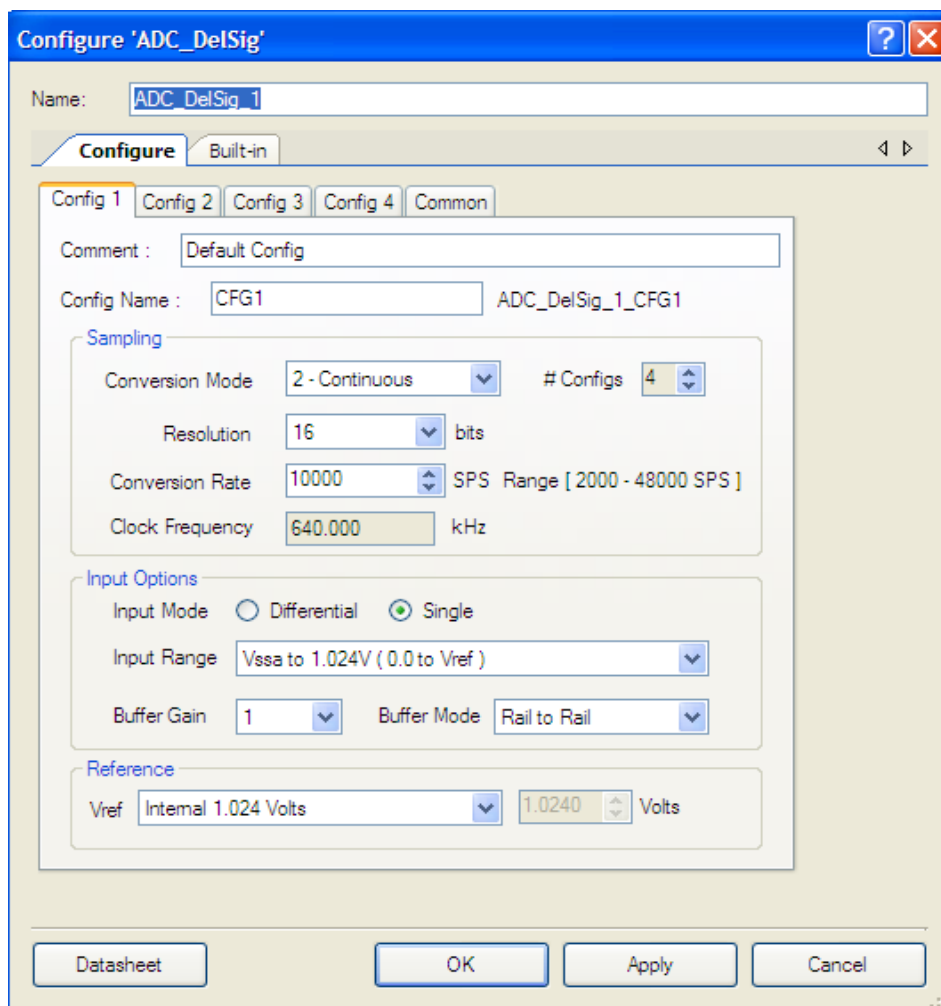 Configure 'ADC_DelSig'
Name: ADC_DelSig_1
Configure Built-in
Config 1 Config 2 Config 3 Config 4 Common
Comment : Default Config
Config Name : CFG1 ADC_DelSig_1_CFG1
Sampling
Conversion Mode 2 - Continuous # Configs 4
Resolution 16 bits
Conversion Rate 10000 SPS Range [ 2000 - 48000 SPS ]
Clock Frequency 640.000 kHz
Input Options
Input Mode Differential Single
Input Range Vssa to 1.024V ( 0.0 to Vref )
Buffer Gain 1 Buffer Mode Rail to Rail
Reference
Vref Internal 1.024 Volts 1.0240 Volts
Datasheet OK Apply Cancel